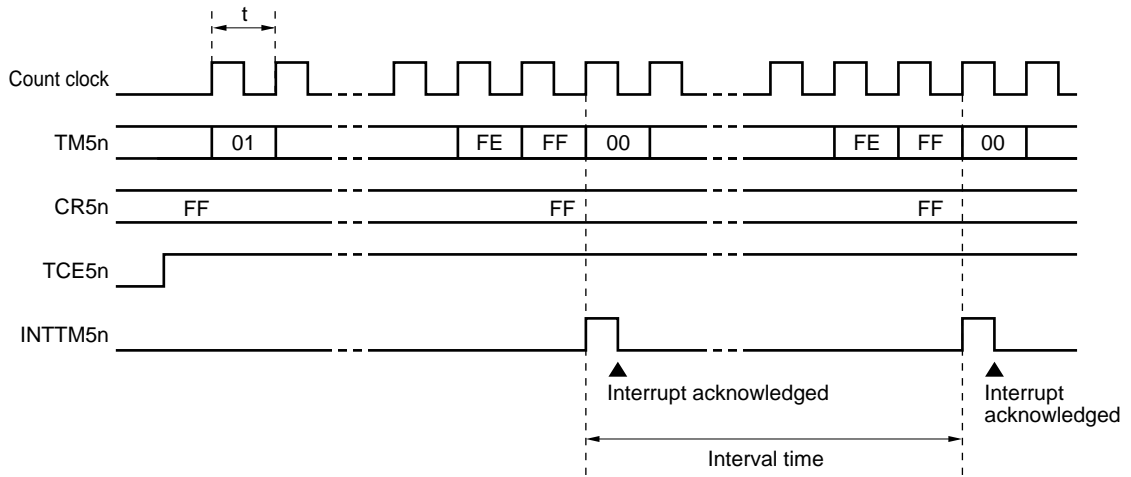 t
Count clock
TM5n 01 FE FF 00 FE FF 00
CR5n FF FF FF
TCE5n
INTTM5n
Interrupt acknowledged Interrupt
acknowledged
Interval time